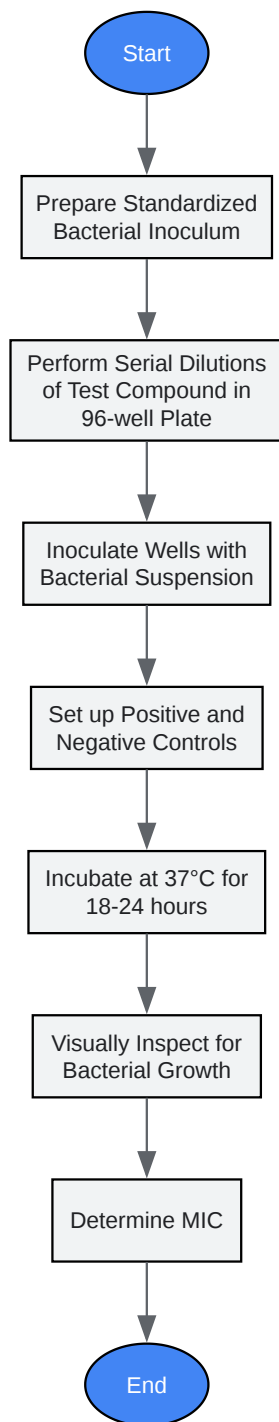 Start
Prepare Standardized
Bacterial Inoculum
Perform Serial Dilutions
of Test Compound in
96-well Plate
Inoculate Wells with
Bacterial Suspension
Set up Positive and
Negative Controls
Incubate at 37°C for
18-24 hours
Visually Inspect for
Bacterial Growth
Determine MIC
End